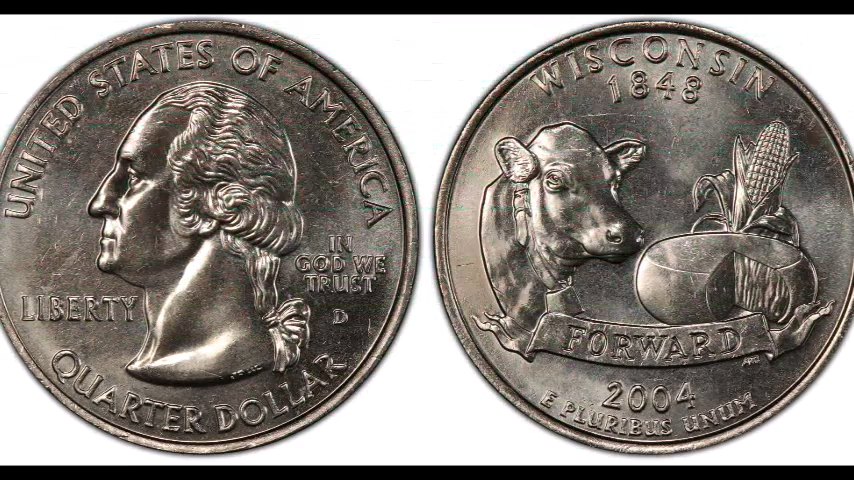 UNITED STATES OF AMERICA
IN
GOD WE
TRUST
LIBERTY
D
QUARTER DOLLAR
WISCONSIN
1848
FORWARD
2004
E PLURIBUS UNUM